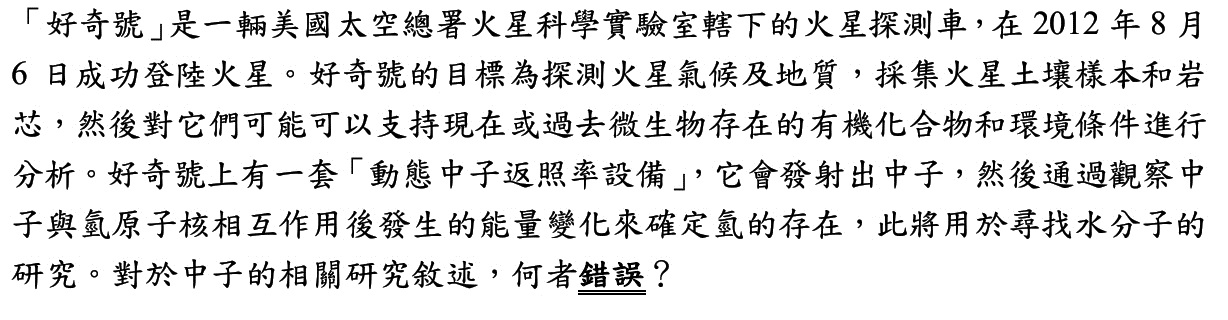 「好奇號」是一輛美國太空總署火星科學實驗室轄下的火星探測車，在 2012 年 8 月
6 日成功登陸火星。好奇號的目標為探測火星氣候及地質，採集火星土壤樣本和岩
芯，然後對它們可能可以支持現在或過去微生物存在的有機化合物和環境條件進行
分析。好奇號上有一套「動態中子返照率設備」，它會發射出中子，然後通過觀察中
子與氫原子核相互作用後發生的能量變化來確定氫的存在，此將用於尋找水分子的
研究。對於中子的相關研究敘述，何者錯誤？